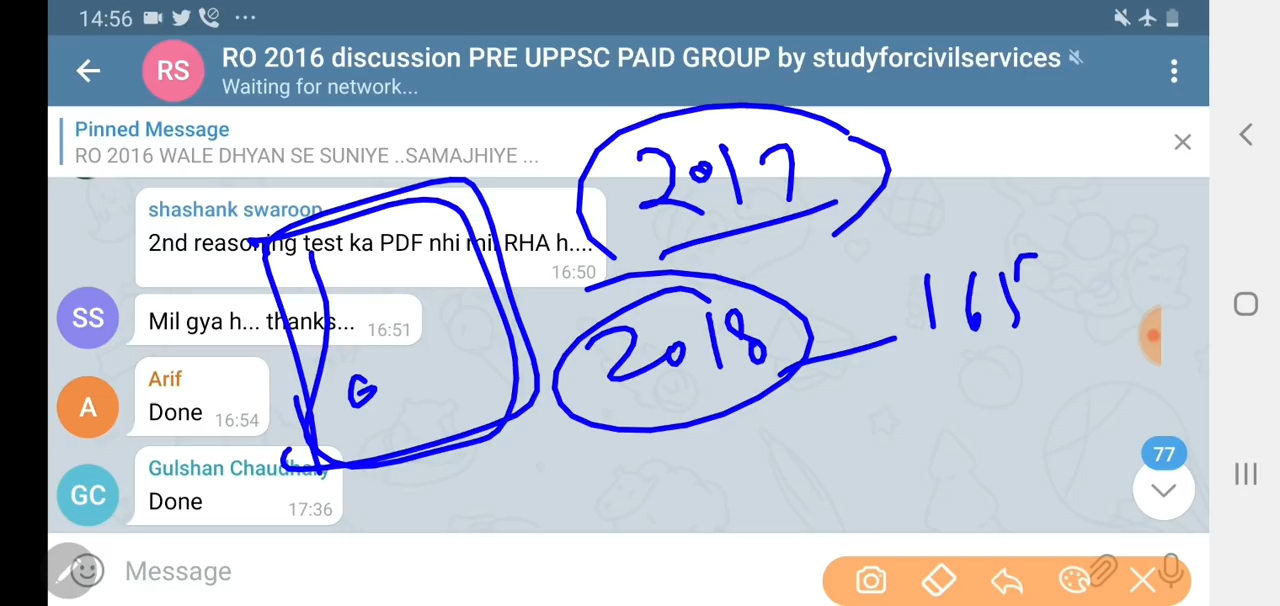 14:56
RO 2016 discussion PRE UPPSC PAID GROUP by studyforcivilservices
RS
Waiting for network...
Pinned Message
RO 2016 WALE DHYAN SE SUNIYE ..SAMAJHIYE ...
2017
shashank swaroop
2nd reasoning test ka PDF nhi mil RHA h....
16:50
2018
165
SS
Mil gya h... thanks...
16:51
Arif
A
Done
16:54
G
77
Gulshan Chaudhary
GC
Done
17:36
Message